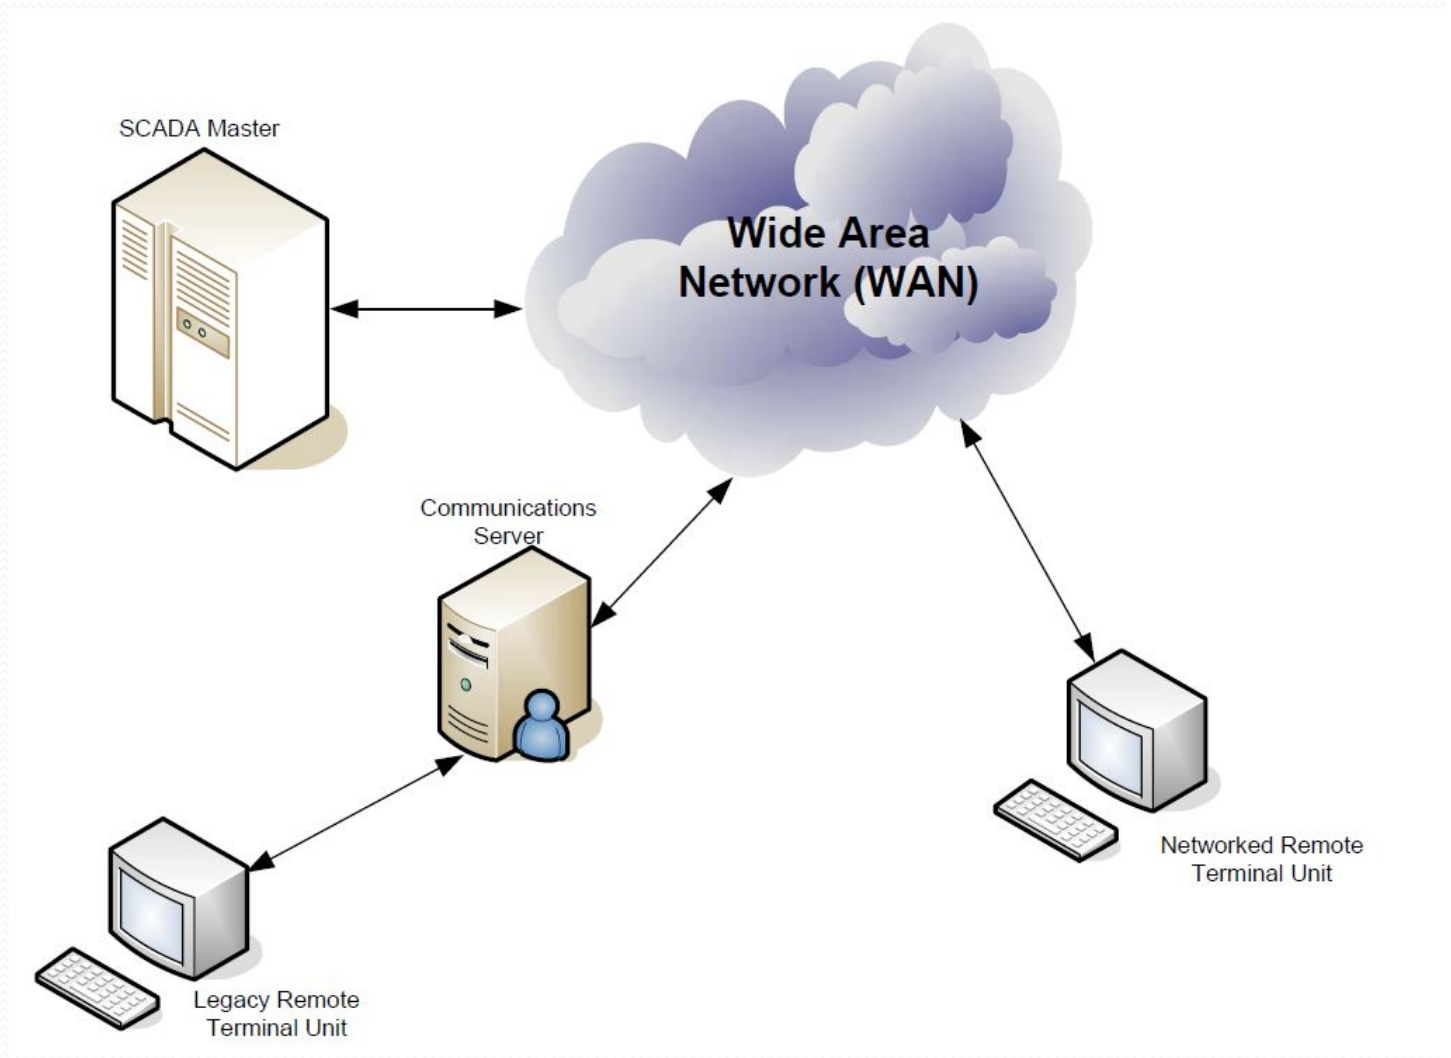 SCADA Master
Wide Area
Network (WAN)
Communications
Server
Networked Remote
Terminal Unit
Legacy Remote
Terminal Unit